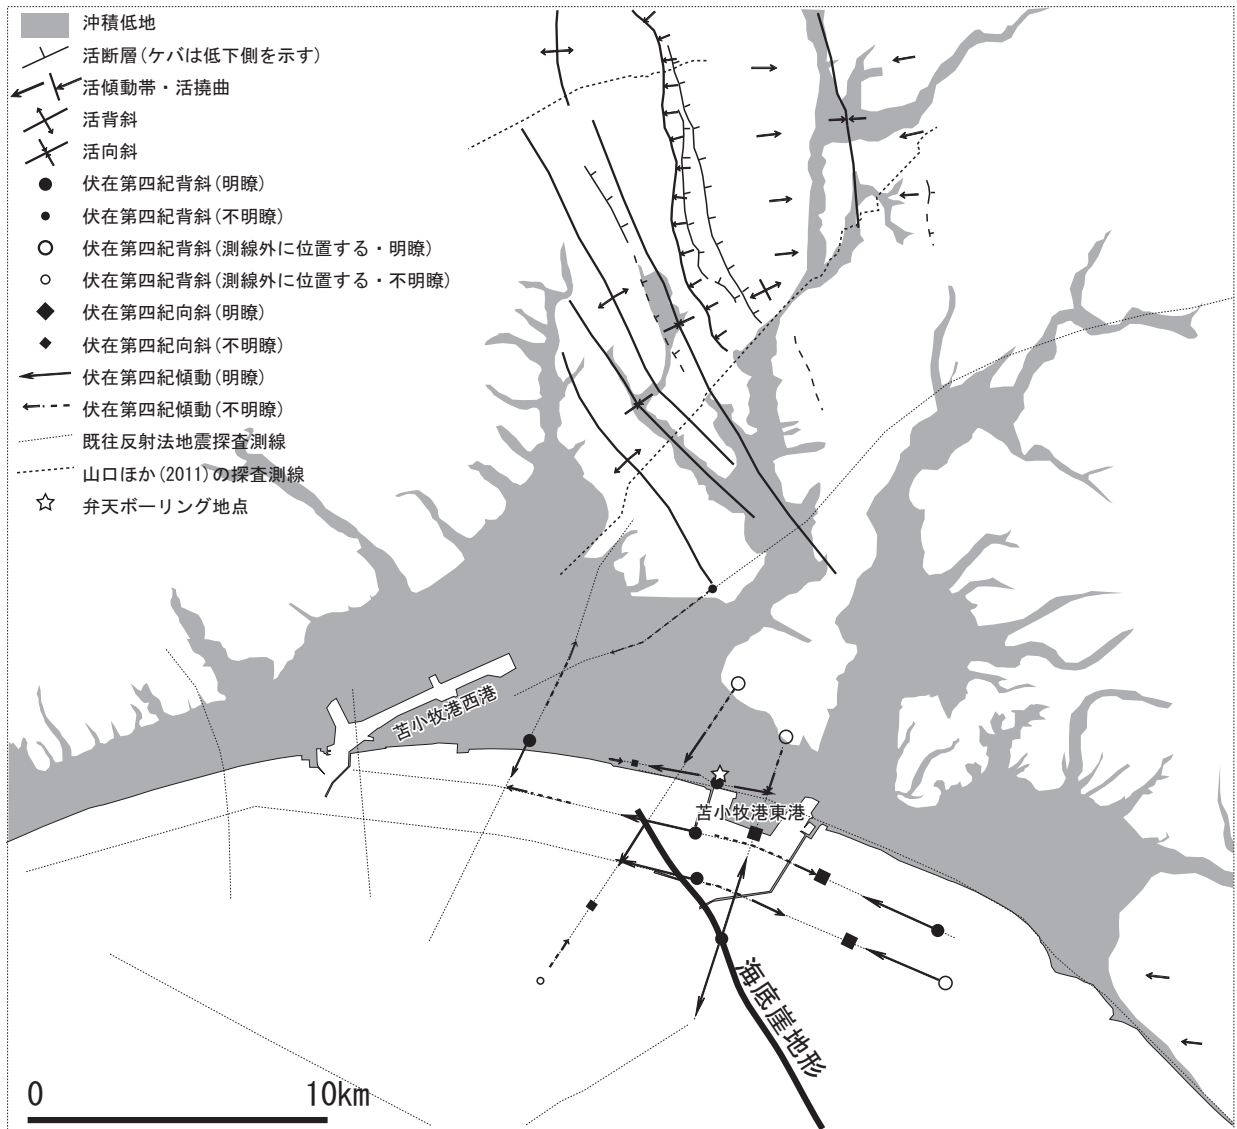 沖積低地
活断層(ケバは低下側を示す)
活傾動帯・活撓曲
活背斜
活向斜
伏在第四紀背斜(明瞭)
伏在第四紀背斜(不明瞭)
伏在第四紀背斜(測線外に位置する・明瞭)
伏在第四紀背斜(測線外に位置する・不明瞭)
伏在第四紀向斜(明瞭)
伏在第四紀向斜(不明瞭)
伏在第四紀傾動(明瞭)
伏在第四紀傾動(不明瞭)
既往反射法地震探査測線
山口ほか(2011)の探査測線
弁天ボーリング地点
苫小牧港西港
苫小牧港東港
海底崖地形
0 10km